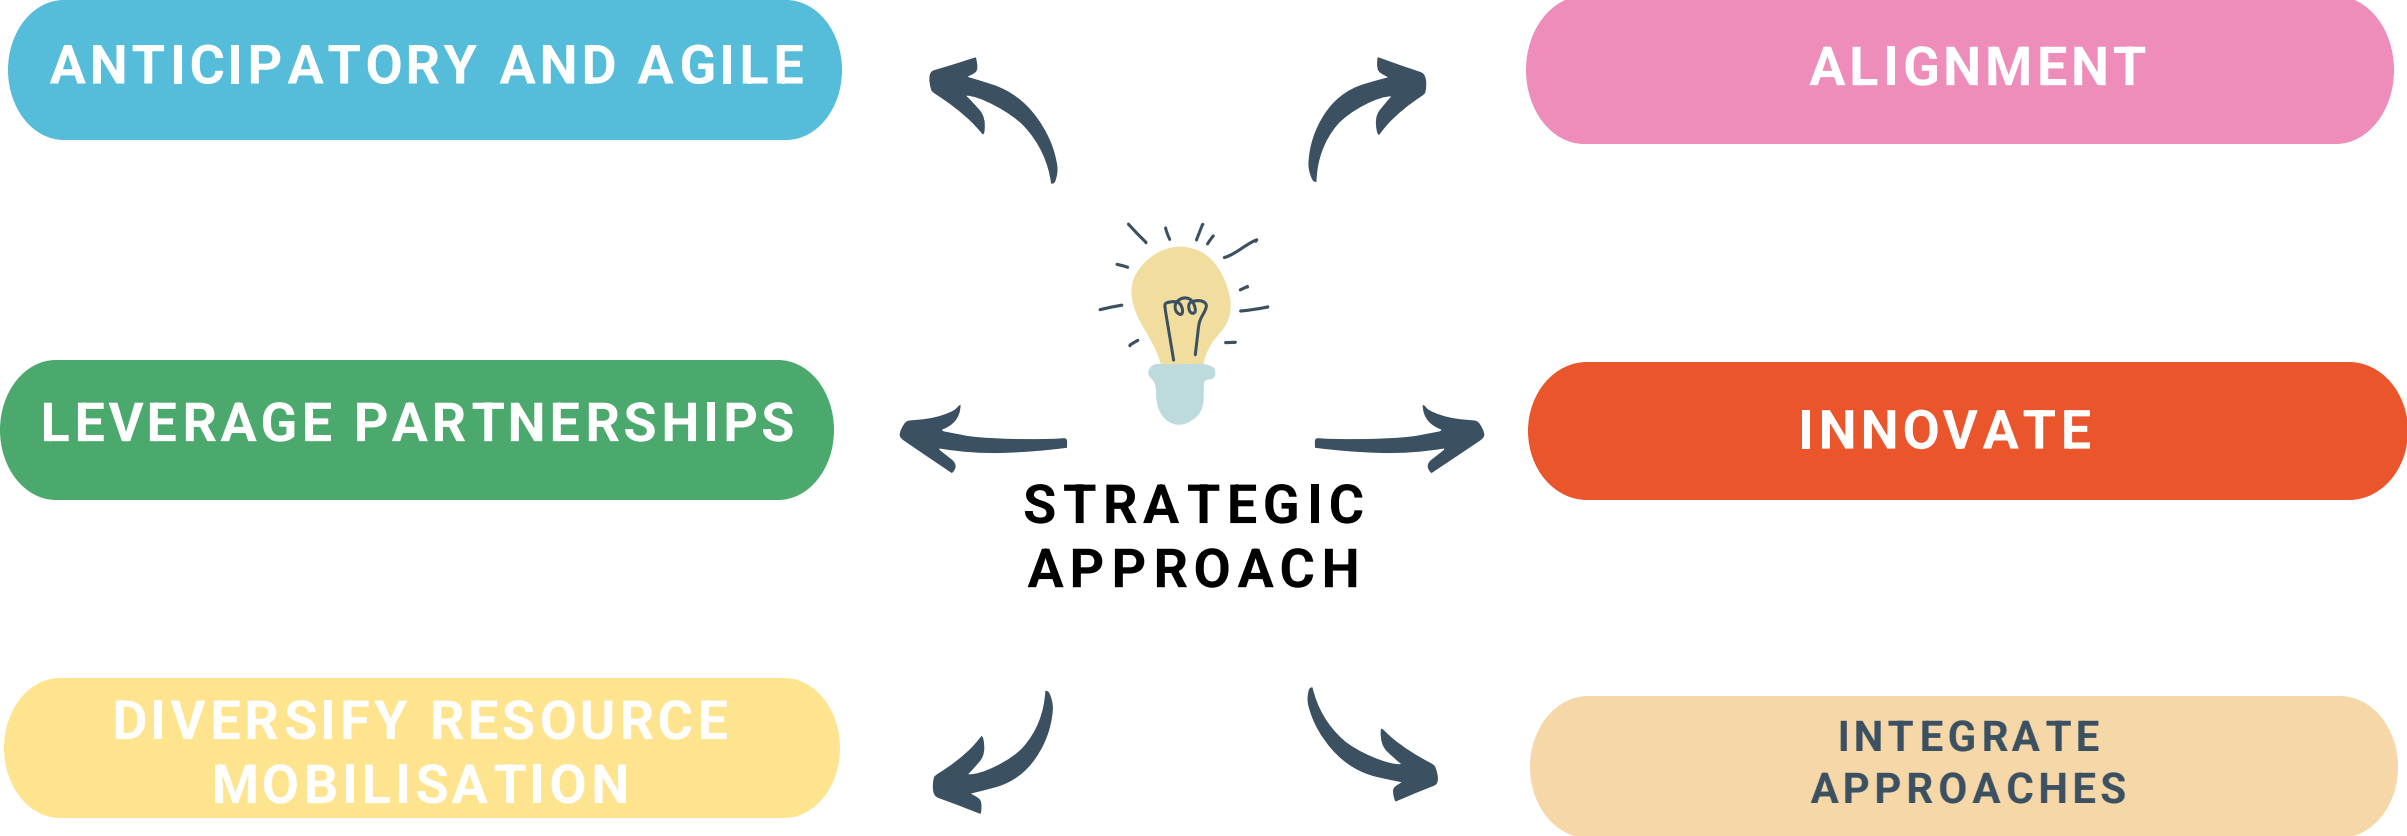 ANTICIPATORY AND AGILE
ALIGNMENT
LEVERAGE PARTNERSHIPS
INNOVATE
STRATEGIC
APPROACH
DIVERSIFY RESOURCE
MOBILISATION
INTEGRATE
APPROACHES